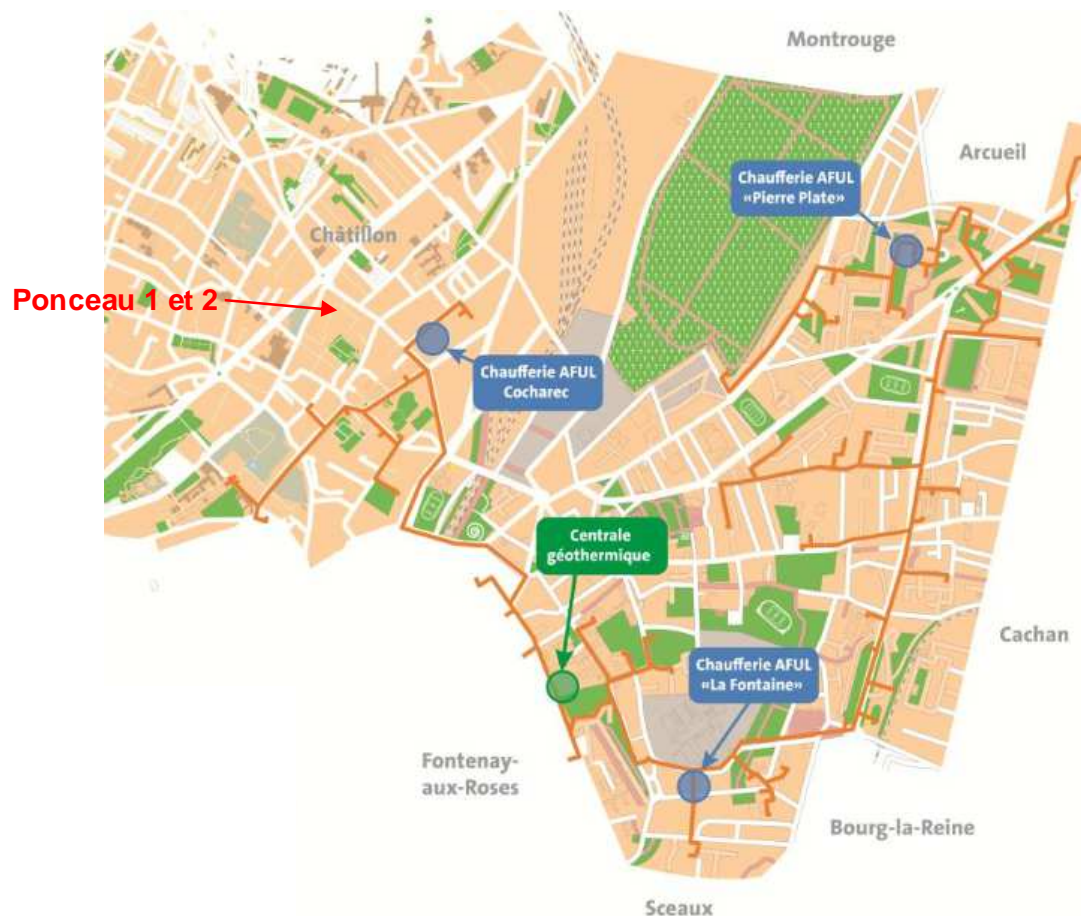 Montrouge
Arcueil
Chaufferie AFUL
«Pierre Plate»
Châtillon
Ponceau 1 et 2
Chaufferie AFUL
Cocharec
Centrale
géothermique
Cachan
Chaufferie AFUL
«La Fontaine»
Fontenay-
aux-Roses
Bourg-la-Reine
Sceaux